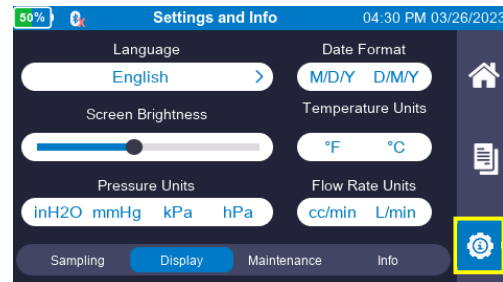 50% Settings and Info 04:30 PM 03/26/2023
Language Date Format
English > M/D/Y D/M/Y
Screen Brightness Temperature Units
°F °C
Pressure Units Flow Rate Units
inH2O mmHg kPa hPa cc/min L/min
Sampling Display Maintenance Info